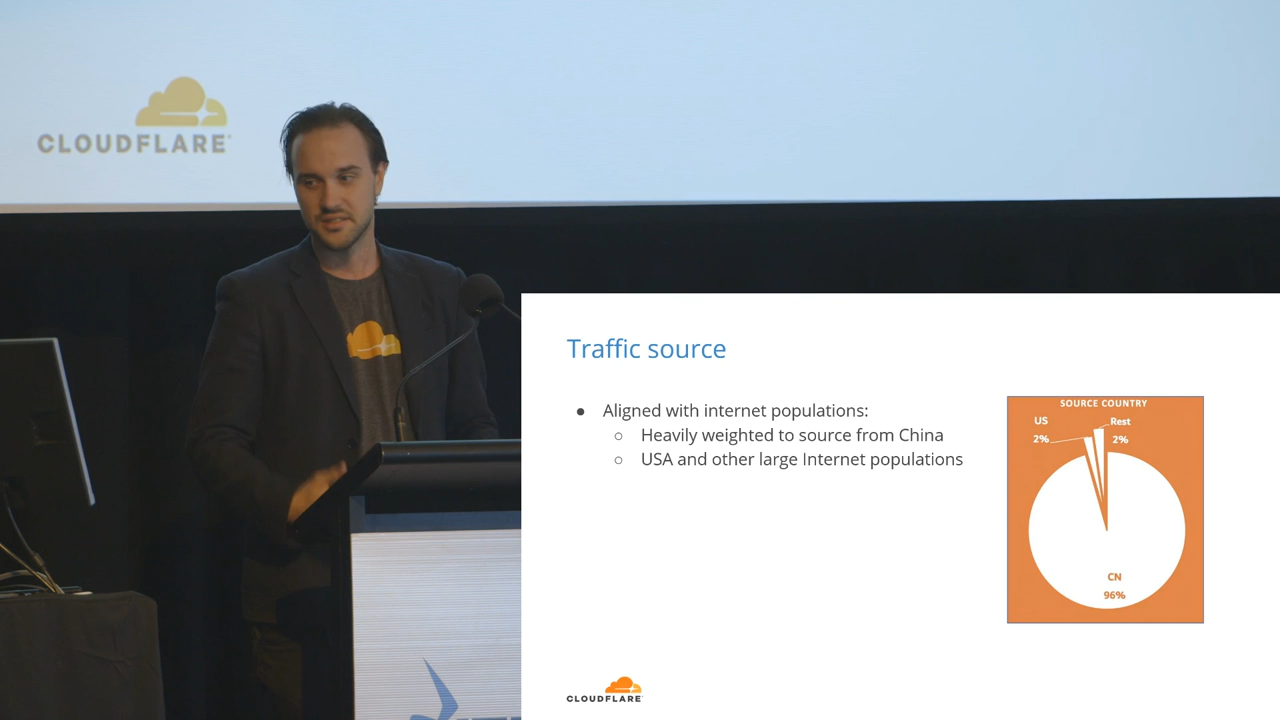 CLOUDFLARE
Traffic source
● Aligned with internet populations:
○ Heavily weighted to source from China
○ USA and other large Internet populations
SOURCE COUNTRY
US
2%
Rest
2%
CN
96%
CLOUDFLARE